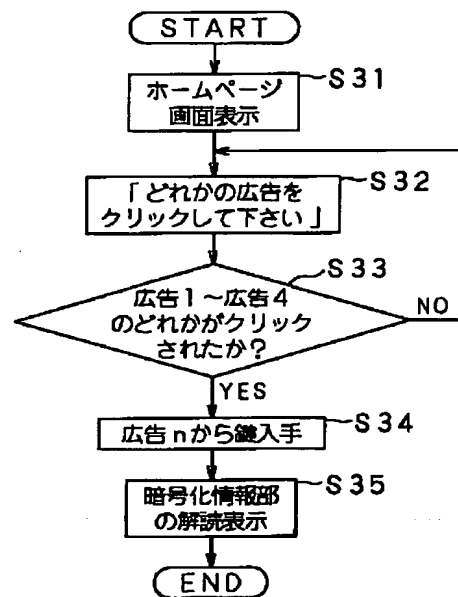 START
S31
ホームページ
画面表示
S32
「どれかの広告を
クリックして下さい」
S33
広告1~広告4
のどれかがクリック
されたか?
NO
YES
S34
広告nから鍵入手
S35
暗号化情報部
の解読表示
END